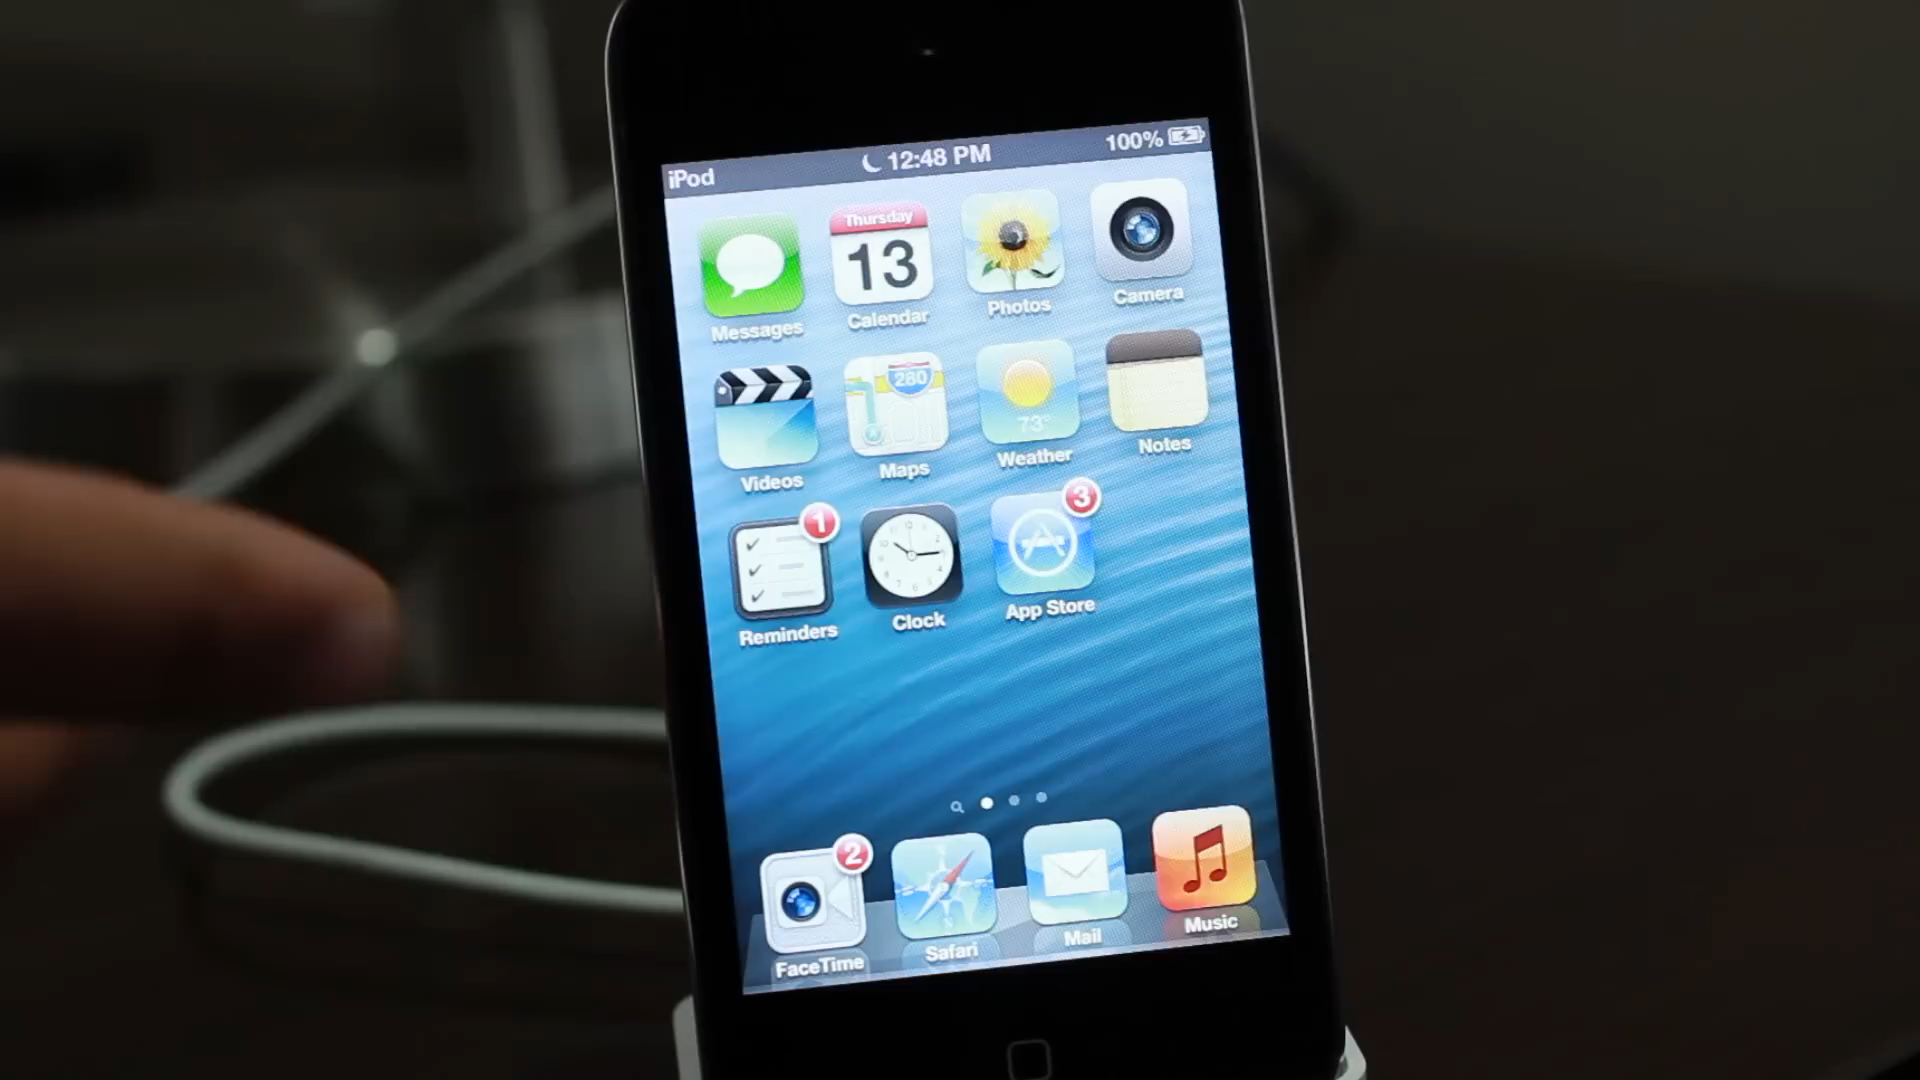 iPod 12:48 PM 100%
Thursday
13
280
73°
Messages Calendar Photos Camera
Videos Maps Weather Notes
1 3
Reminders Clock App Store
2
FaceTime Safari Mail Music